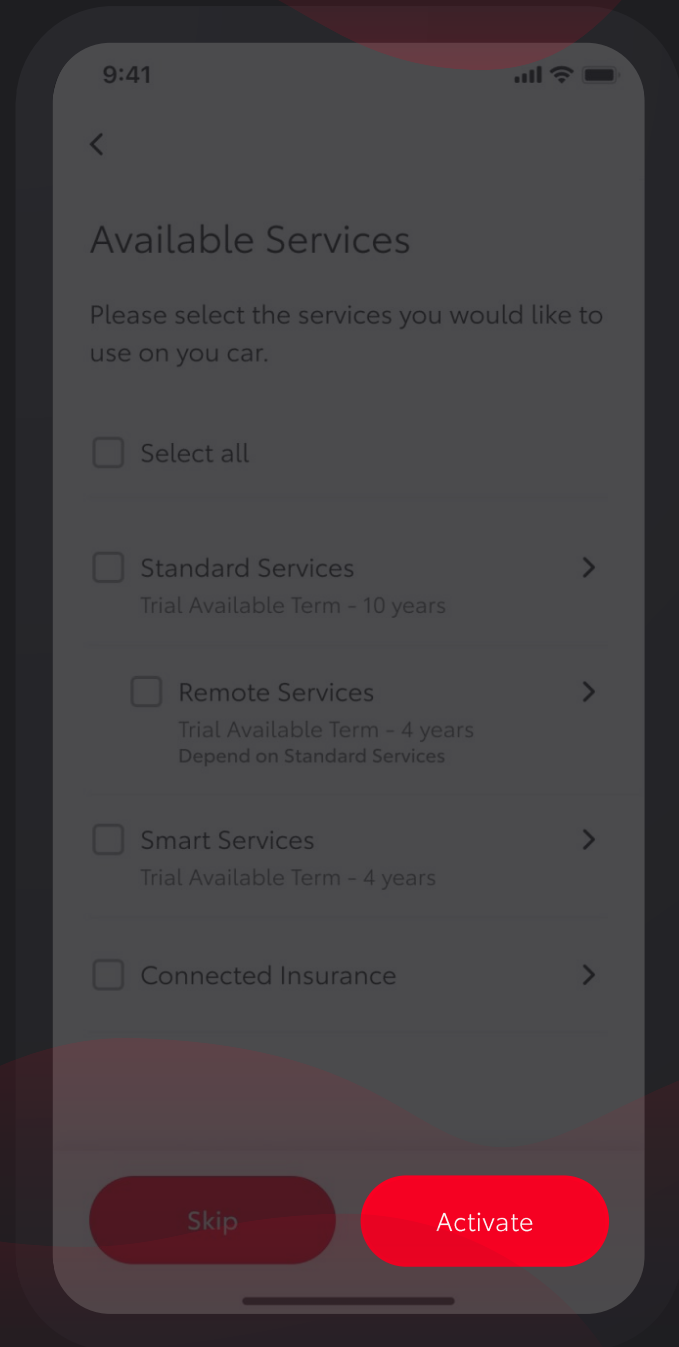 9:41
Available Services
Please select the services you would like to
use on you car.
Select all
Standard Services
Trial Available Term - 10 years
Remote Services
Trial Available Term - 4 years
Depend on Standard Services
Smart Services
Trial Available Term - 4 years
Connected Insurance
Skip
Activate